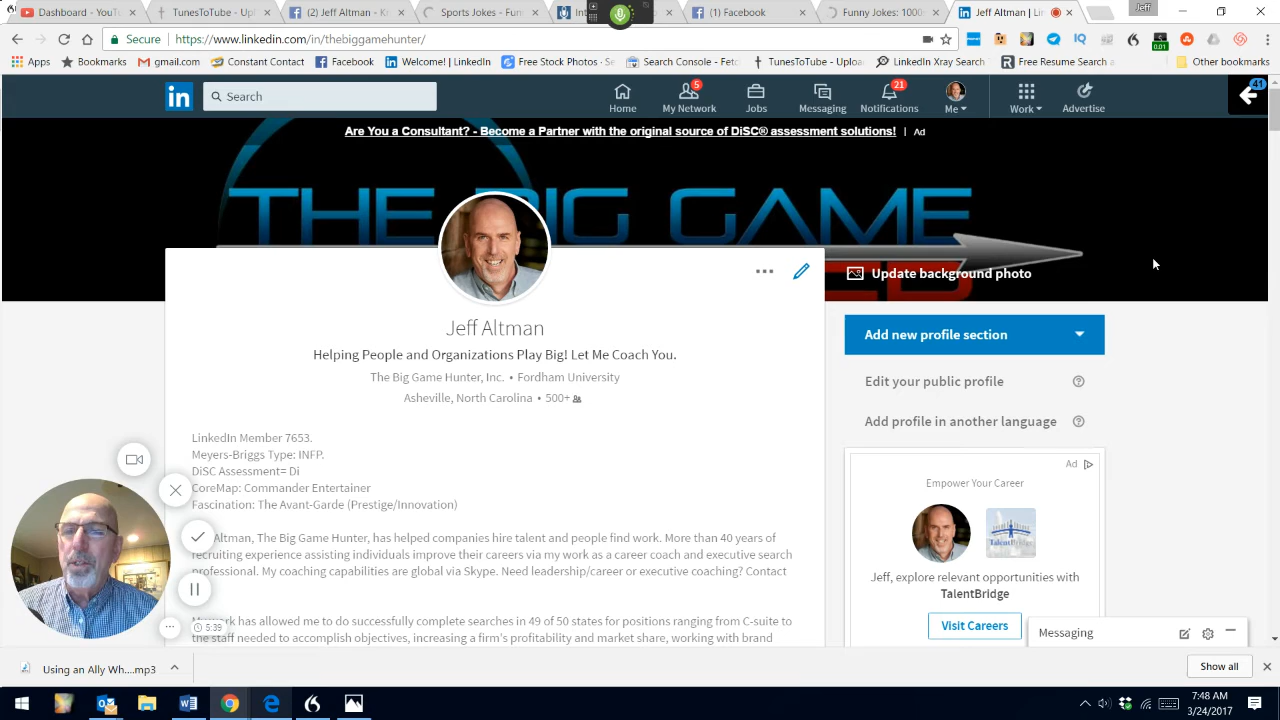 Dashboard - YouTu
TunesToTube - Upl
(2) Jeff Altman - K
Sports Jokes - Fun
Int
(1) Facebook
Funny Jokes: 1000
Jeff Altman | L
Jeff
Secure
https://www.linkedin.com/in/thebiggamehunter/
0.01
Apps
Bookmarks
gmail.com
Constant Contact
Facebook
Welcome! | LinkedIn
Free Stock Photos
Search Console
TunesToTube - Uploa
LinkedIn Xray Search
Free Resume Search
Other bookmarks
in
Search
Home
5
My Network
Jobs
Messaging
21
Notifications
Me
Work
Advertise
41
Are You a Consultant? - Become a Partner with the original source of DiSC® assessment solutions! | Ad
THE BIG GAME
Update background photo
Jeff Altman
Helping People and Organizations Play Big! Let Me Coach You.
The Big Game Hunter, Inc. • Fordham University
Asheville, North Carolina • 500+
LinkedIn Member 7653.
Meyers-Briggs Type: INFP.
DiSC Assessment= Di
CoreMap: Commander Entertainer
Fascination: The Avant-Garde (Prestige/Innovation)
Altman, The Big Game Hunter, has helped companies hire talent and people find work. More than 40 years of
recruiting experience helping individuals improve their careers via my work as a career coach and executive search
professional. My coaching capabilities are global via Skype. Need leadership/career or executive coaching? Contact
My work has allowed me to do successfully complete searches in 49 of 50 states for positions ranging from C-suite to
the staff needed to accomplish objectives, increasing a firm's profitability and market share, working with brand
5:39
Add new profile section
Edit your public profile
Add profile in another language
Ad
Empower Your Career
TalentBridge
Jeff, explore relevant opportunities with
TalentBridge
Visit Careers
Messaging
Using an Ally Wh....mp3
Show all
7:48 AM
3/24/2017